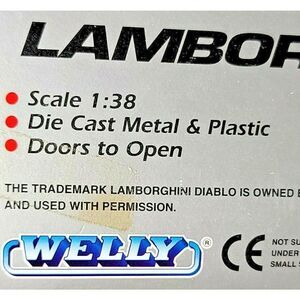 LAMBOR
Scale 1:38
Die Cast Metal & Plastic
Doors to Open
THE TRADEMARK LAMBORGHINI DIABLO IS OWNED
AND USED WITH PERMISSION.
WELLY ®
CE
NOT SU
UNDER
SMALL